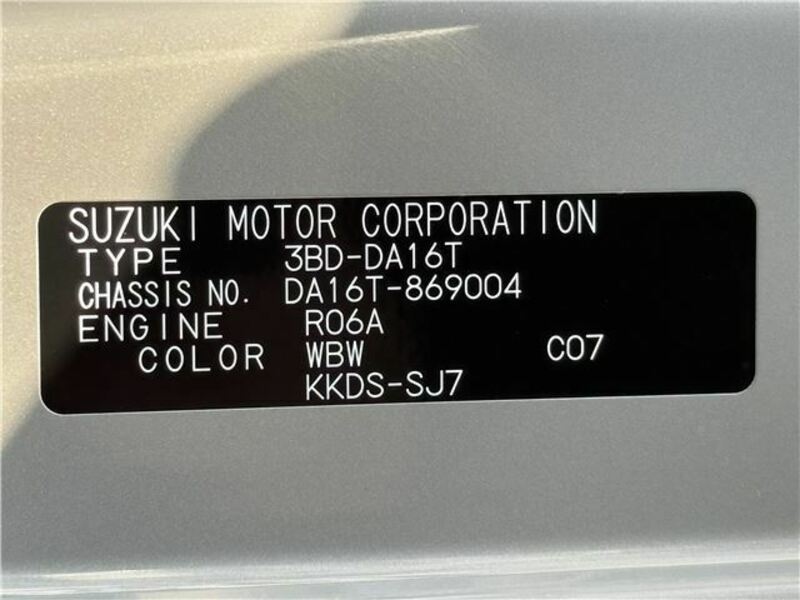 SUZUKI MOTOR CORPORATION
TYPE 3BD-DA16T
CHASSIS NO. DA16T-869004
ENGINE R06A
COLOR WBW C07
KKDS-SJ7